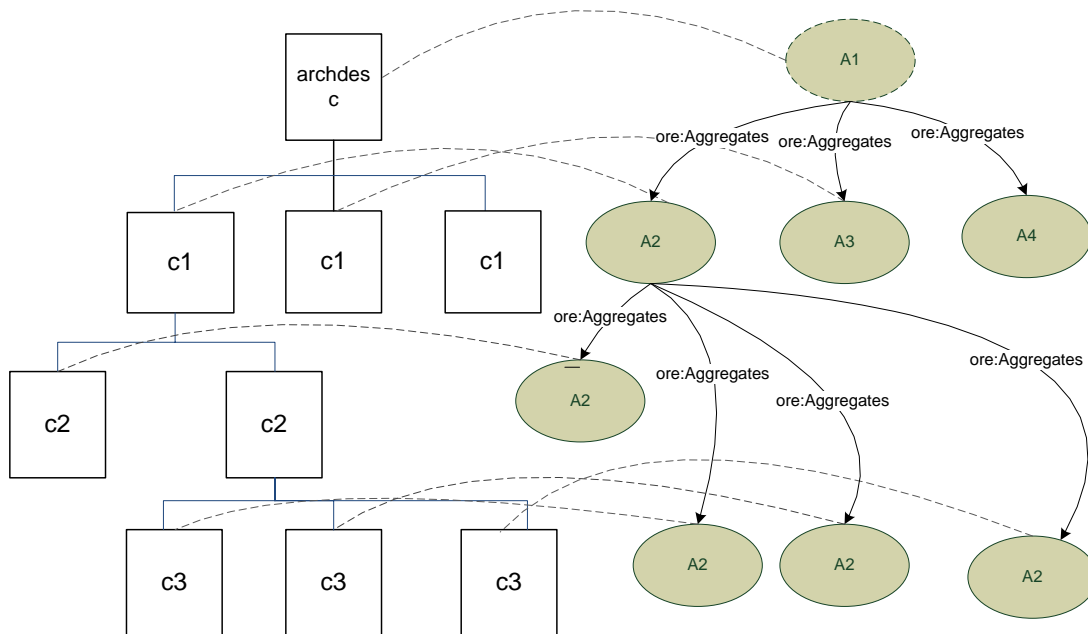 archdes
c
A1
ore:Aggregates
ore:Aggregates
ore:Aggregates
c1
c1
c1
A2
A3
A4
ore:Aggregates
ore:Aggregates
ore:Aggregates
ore:Aggregates
c2
c2
A2
c3
c3
c3
A2
A2
A2